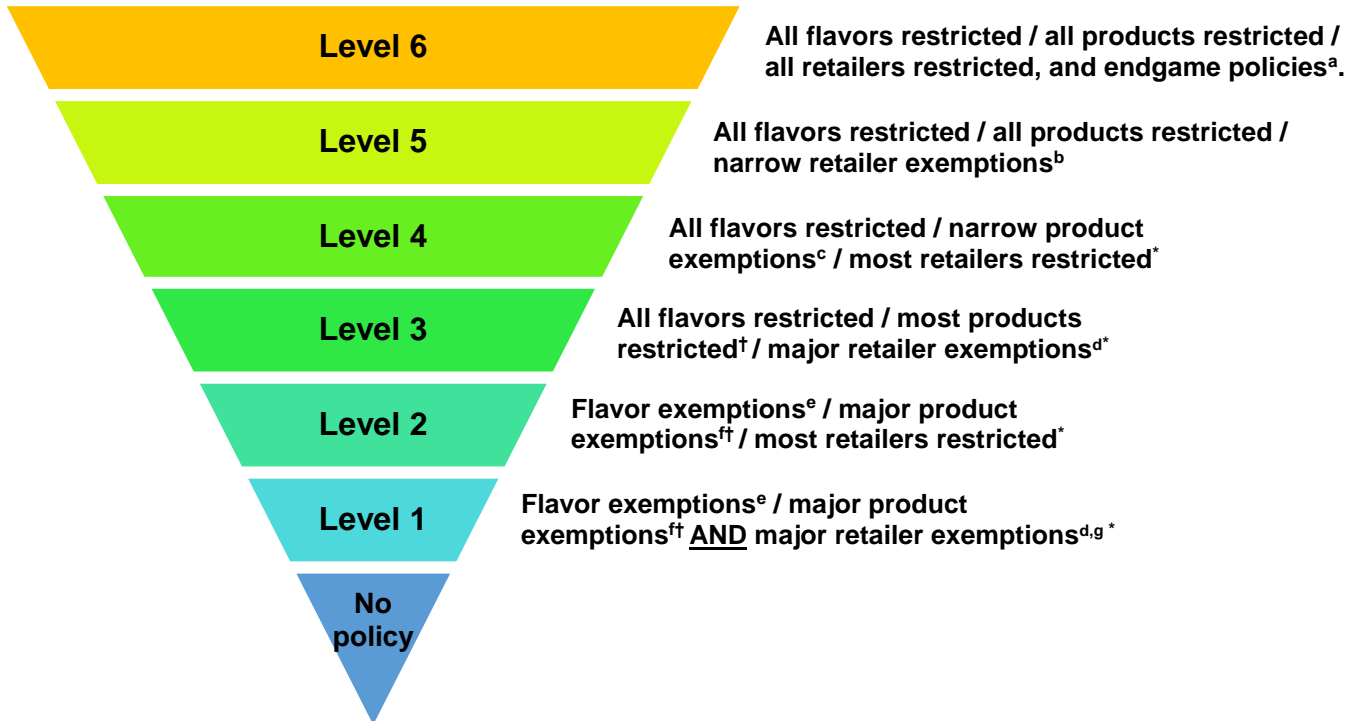 Level 6
All flavors restricted / all products restricted /
all retailers restricted, and endgame policiesᵃ.
Level 5
All flavors restricted / all products restricted /
narrow retailer exemptionsᵇ
Level 4
All flavors restricted / narrow product
exemptionsᶜ / most retailers restricted*
Level 3
All flavors restricted / most products
restricted† / major retailer exemptionsᵈ*
Level 2
Flavor exemptionsᵉ / major product
exemptionsᶠ† / most retailers restricted*
Level 1
Flavor exemptionsᵉ / major product
exemptionsᶠ† AND major retailer exemptionsᵈ,ᵍ *
No
policy